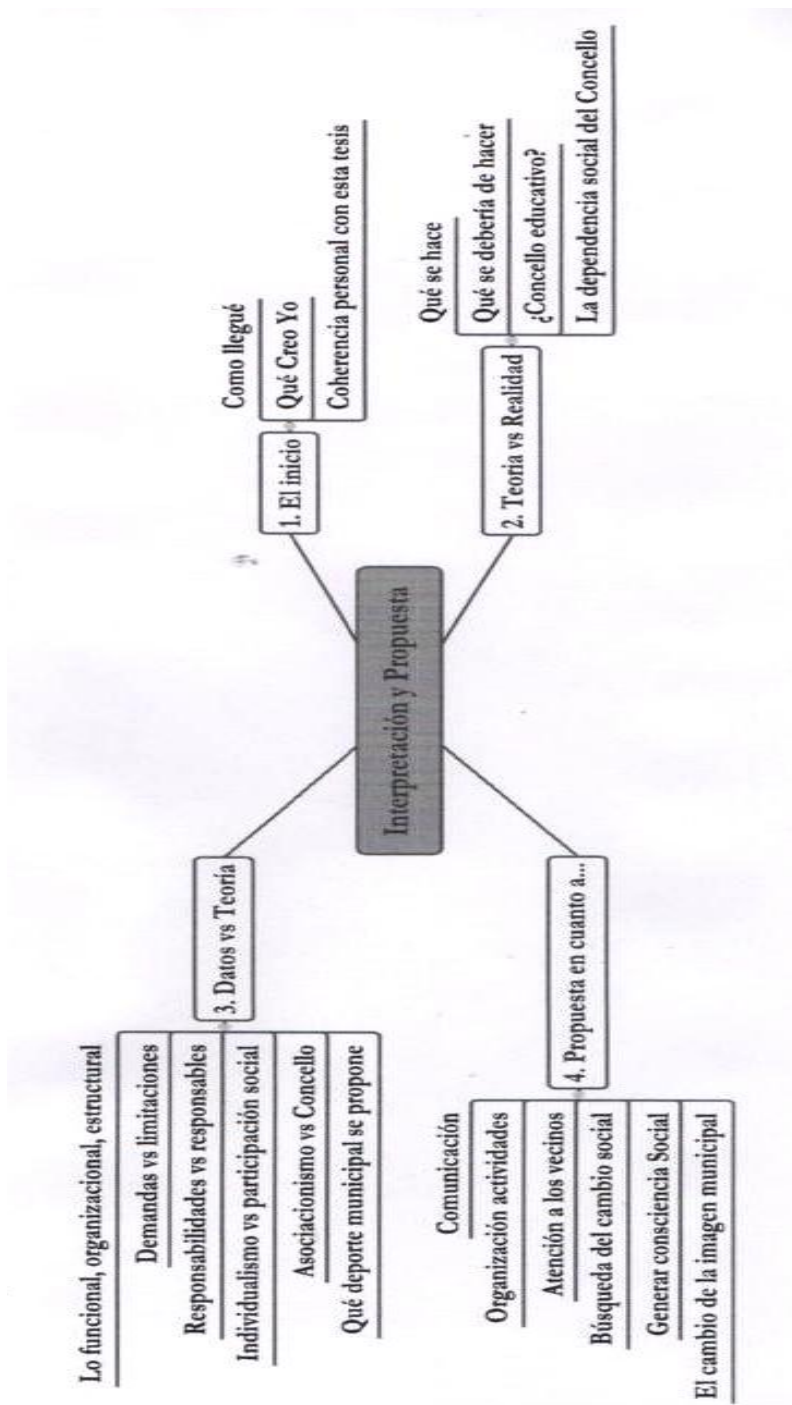 Interpretación y Propuesta
1. El inicio
Como llegué
Qué Creo Yo
Coherencia personal con esta tesis
2. Teoria vs Realidad
Qué se hace
Qué se debería de hacer
¿Concello educativo?
La dependencia social del Concello
3. Datos vs Teoría
Lo funcional, organizacional, estructural
Demandas vs limitaciones
Responsabilidades vs responsables
Individualismo vs participación social
Asociacionismo vs Concello
Qué deporte municipal se propone
4. Propuesta en cuanto a...
Comunicación
Organización actividades
Atención a los vecinos
Búsqueda del cambio social
Generar consciencia Social
El cambio de la imagen municipal